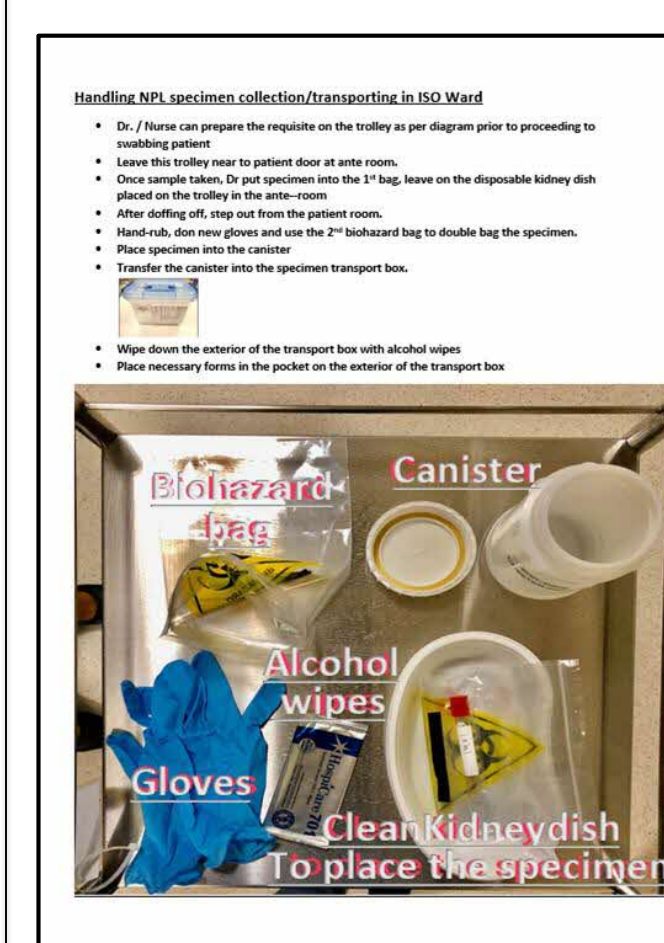 Handling NPL specimen collection/transporting in ISO Ward
• Dr. / Nurse can prepare the requisite on the trolley as per diagram prior to proceeding to
swabbing patient
• Leave this trolley near to patient door at ante room.
• Once sample taken, Dr put specimen into the 1st bag, leave on the disposable kidney dish
placed on the trolley in the ante--room
• After doffing off, step out from the patient room.
• Hand-rub, don new gloves and use the 2nd biohazard bag to double bag the specimen.
• Place specimen into the canister
• Transfer the canister into the specimen transport box.
• Wipe down the exterior of the transport box with alcohol wipes
• Place necessary forms in the pocket on the exterior of the transport box
Biohazard
bag
Canister
Alcohol
wipes
Gloves
HospiCare 70
Clean Kidney dish
To place the specimen